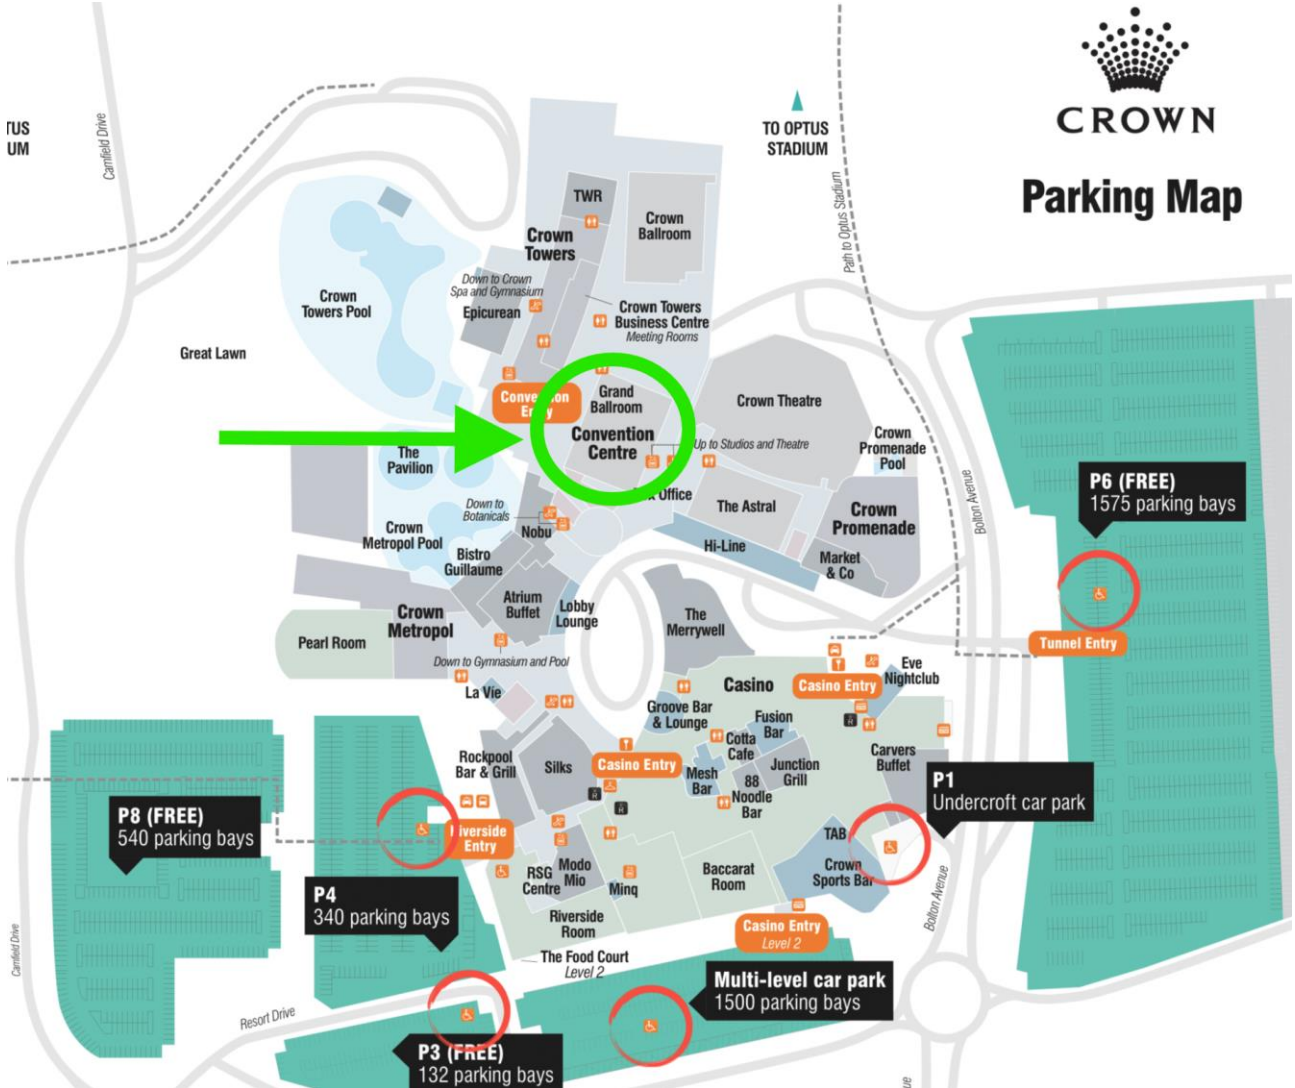 CROWN
Parking Map
TO OPTUS
STADIUM
Camfield Drive
Path to Optus Stadium
TWR
Crown
Ballroom
Crown
Towers
Down to Crown
Spa and Gymnasium
Epicurean
Crown Towers
Business Centre
Meeting Rooms
Crown
Towers Pool
Great Lawn
Convention
Entry
Grand
Ballroom
Convention
Centre
Crown Theatre
Up to Studios and Theatre
Crown
Promenade
Pool
The
Pavilion
Office
The Astral
Crown
Promenade
Bolton Avenue
P6 (FREE)
1575 parking bays
Down to
Botanicals
Nobu
Crown
Metropol Pool
Bistro
Guillaume
Hi-Line
Market
& Co
Atrium
Buffet
Lobby
Lounge
Crown
Metropol
Pearl Room
Down to Gymnasium and Pool
The
Merrywell
Tunnel Entry
La Vie
Casino
Casino Entry
Eve
Nightclub
Groove Bar
& Lounge
Fusion
Bar
Cotta
Cafe
Rockpool
Bar & Grill
Silks
Casino Entry
Mesh
Bar
88
Noodle
Bar
Junction
Grill
Carvers
Buffet
P1
Undercroft car park
P8 (FREE)
540 parking bays
Riverside
Entry
TAB
Crown
Sports Bar
RSG
Centre
Modo
Mio
Minq
Baccarat
Room
P4
340 parking bays
Riverside
Room
Casino Entry
Level 2
Bolton Avenue
The Food Court
Level 2
Camfield Drive
Multi-level car park
1500 parking bays
Resort Drive
P3 (FREE)
132 parking bays